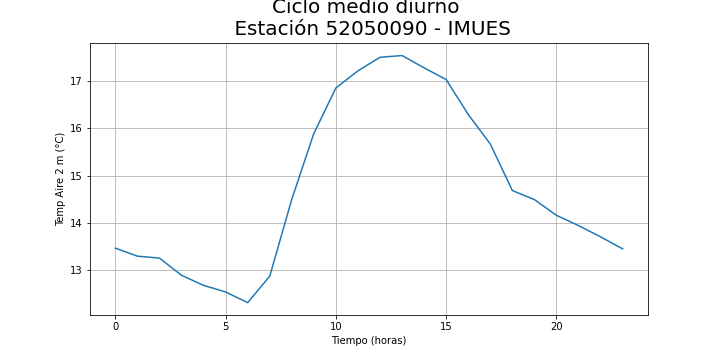 Ciclo medio diurno
Estación 52050090 - IMUES
17
16
15
14
13
Temp Aire 2 m (°C)
0 5 10 15 20
Tiempo (horas)